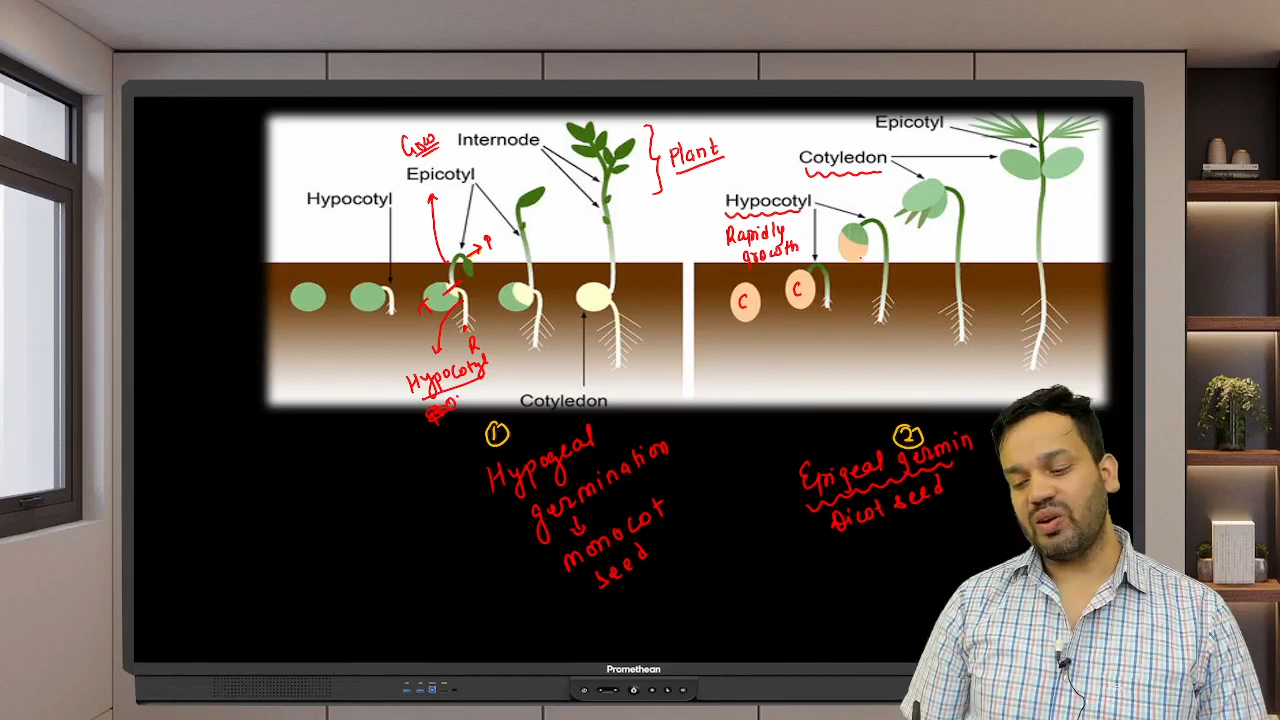 Grow
Internode
Epicotyl
Hypocotyl
Plant
P
R
Hypocotyl
Cotyledon
Epicotyl
Cotyledon
Hypocotyl
Rapidly
growth
C
C
1
Hypogeal
germination
↓
monocot
seed
2
Epigeal germin
Dicot seed
Promethean